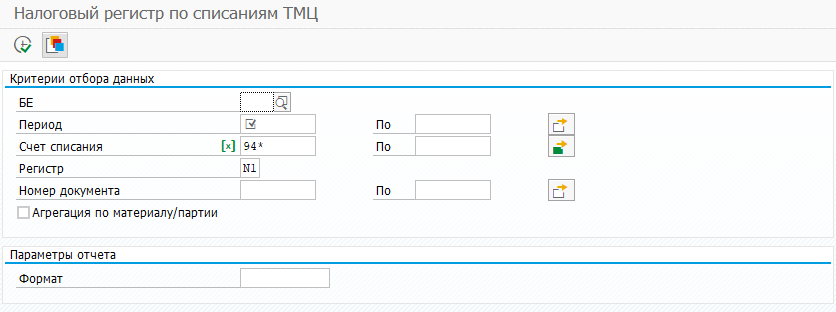 Налоговый регистр по списаниям ТМЦ
Критерии отбора данных
БЕ
Период По
Счет списания [x] 94* По
Регистр N1
Номер документа По
Агрегация по материалу/партии
Параметры отчета
Формат